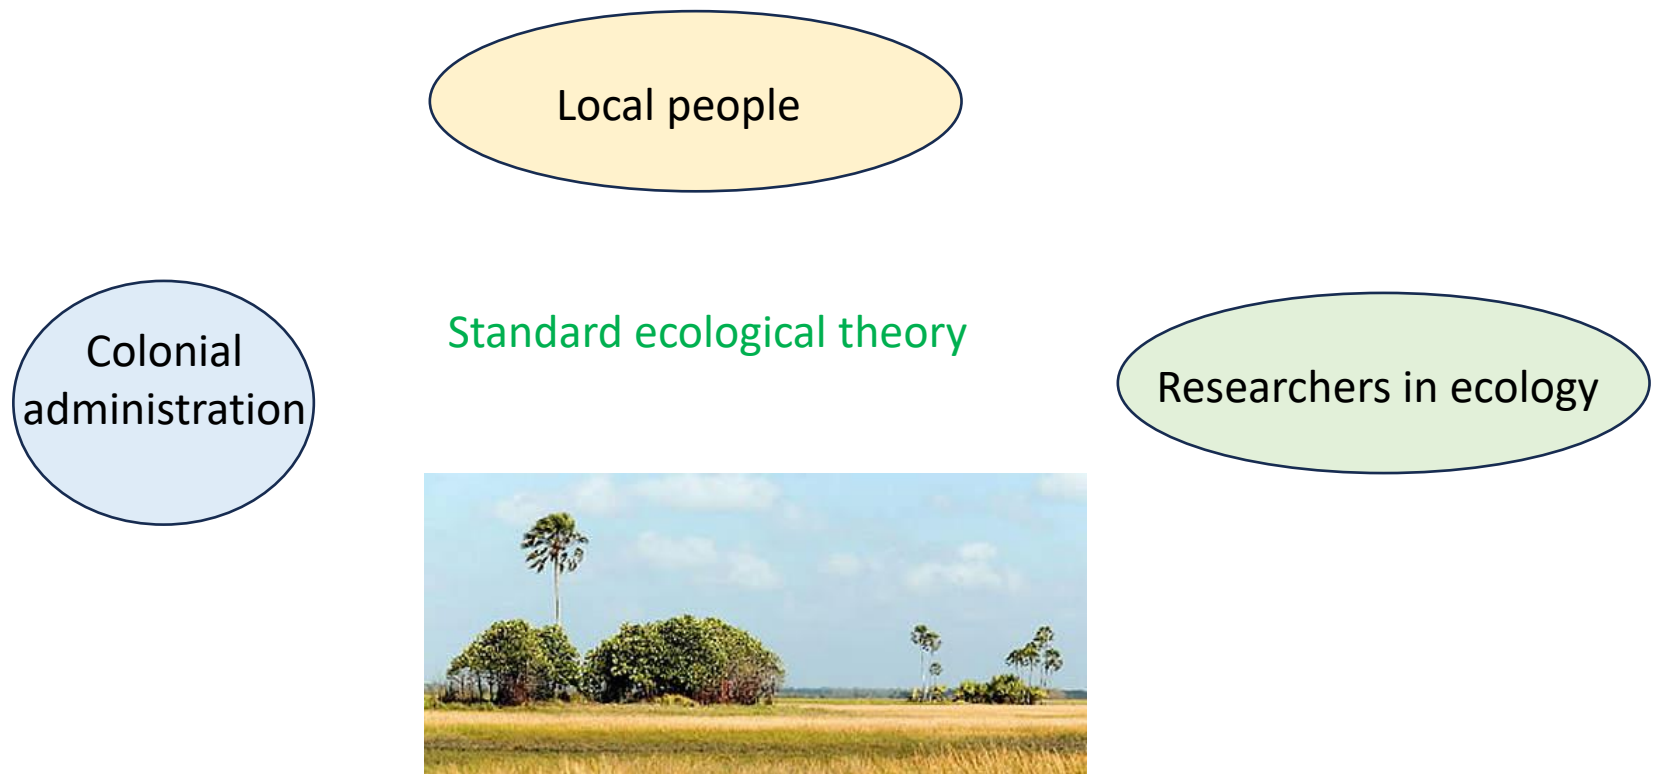 Local people
Standard ecological theory
Colonial
administration
Researchers in ecology